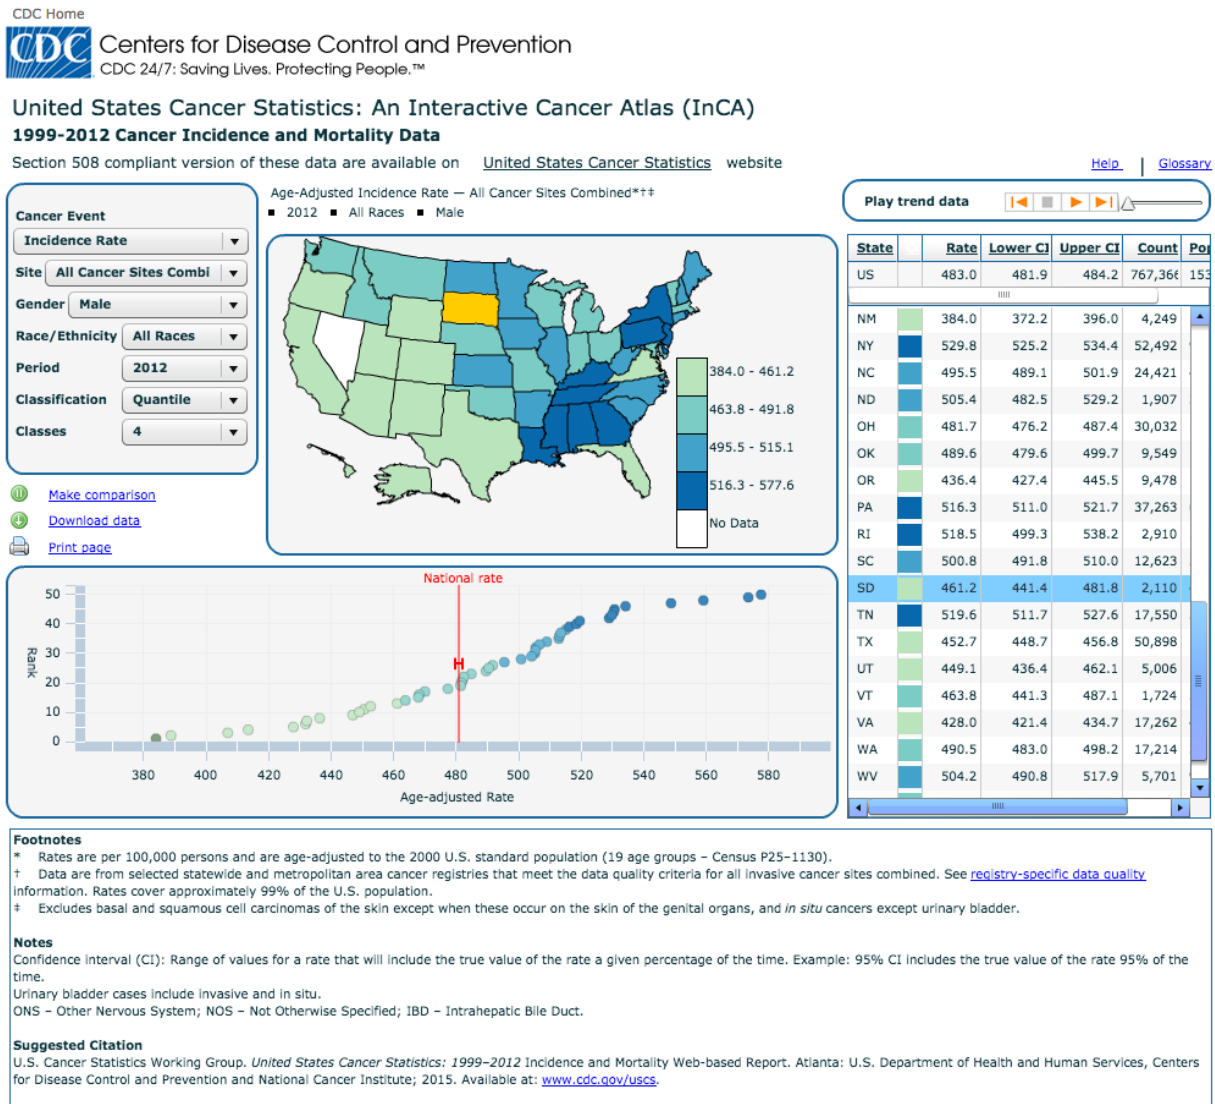 CDC Home
CDC Centers for Disease Control and Prevention
CDC 24/7: Saving Lives. Protecting People.™
United States Cancer Statistics: An Interactive Cancer Atlas (InCA)
1999-2012 Cancer Incidence and Mortality Data
Section 508 compliant version of these data are available on United States Cancer Statistics website
Help | Glossary
Cancer Event
Incidence Rate
Site All Cancer Sites Combi
Gender Male
Race/Ethnicity All Races
Period 2012
Classification Quantile
Classes 4
Make comparison
Download data
Print page
Age-Adjusted Incidence Rate — All Cancer Sites Combined*†‡
2012 All Races Male
384.0 - 461.2
463.8 - 491.8
495.5 - 515.1
516.3 - 577.6
No Data
Play trend data
State Rate Lower CI Upper CI Count Pop
US 483.0 481.9 484.2 767,366 153
NM 384.0 372.2 396.0 4,249
NY 529.8 525.2 534.4 52,492
NC 495.5 489.1 501.9 24,421
ND 505.4 482.5 529.2 1,907
OH 481.7 476.2 487.4 30,032
OK 489.6 479.6 499.7 9,549
OR 436.4 427.4 445.5 9,478
PA 516.3 511.0 521.7 37,263
RI 518.5 499.3 538.2 2,910
SC 500.8 491.8 510.0 12,623
SD 461.2 441.4 481.8 2,110
TN 519.6 511.7 527.6 17,550
TX 452.7 448.7 456.8 50,898
UT 449.1 436.4 462.1 5,006
VT 463.8 441.3 487.1 1,724
VA 428.0 421.4 434.7 17,262
WA 490.5 483.0 498.2 17,214
WV 504.2 490.8 517.9 5,701
National rate
Rank
50
40
30
20
10
0
380 400 420 440 460 480 500 520 540 560 580
Age-adjusted Rate
Footnotes
* Rates are per 100,000 persons and are age-adjusted to the 2000 U.S. standard population (19 age groups – Census P25–1130).
† Data are from selected statewide and metropolitan area cancer registries that meet the data quality criteria for all invasive cancer sites combined. See registry-specific data quality
information. Rates cover approximately 99% of the U.S. population.
‡ Excludes basal and squamous cell carcinomas of the skin except when these occur on the skin of the genital organs, and in situ cancers except urinary bladder.
Notes
Confidence interval (CI): Range of values for a rate that will include the true value of the rate a given percentage of the time. Example: 95% CI includes the true value of the rate 95% of the
time.
Urinary bladder cases include invasive and in situ.
ONS – Other Nervous System; NOS – Not Otherwise Specified; IBD – Intrahepatic Bile Duct.
Suggested Citation
U.S. Cancer Statistics Working Group. United States Cancer Statistics: 1999–2012 Incidence and Mortality Web-based Report. Atlanta: U.S. Department of Health and Human Services, Centers
for Disease Control and Prevention and National Cancer Institute; 2015. Available at: www.cdc.gov/uscs.